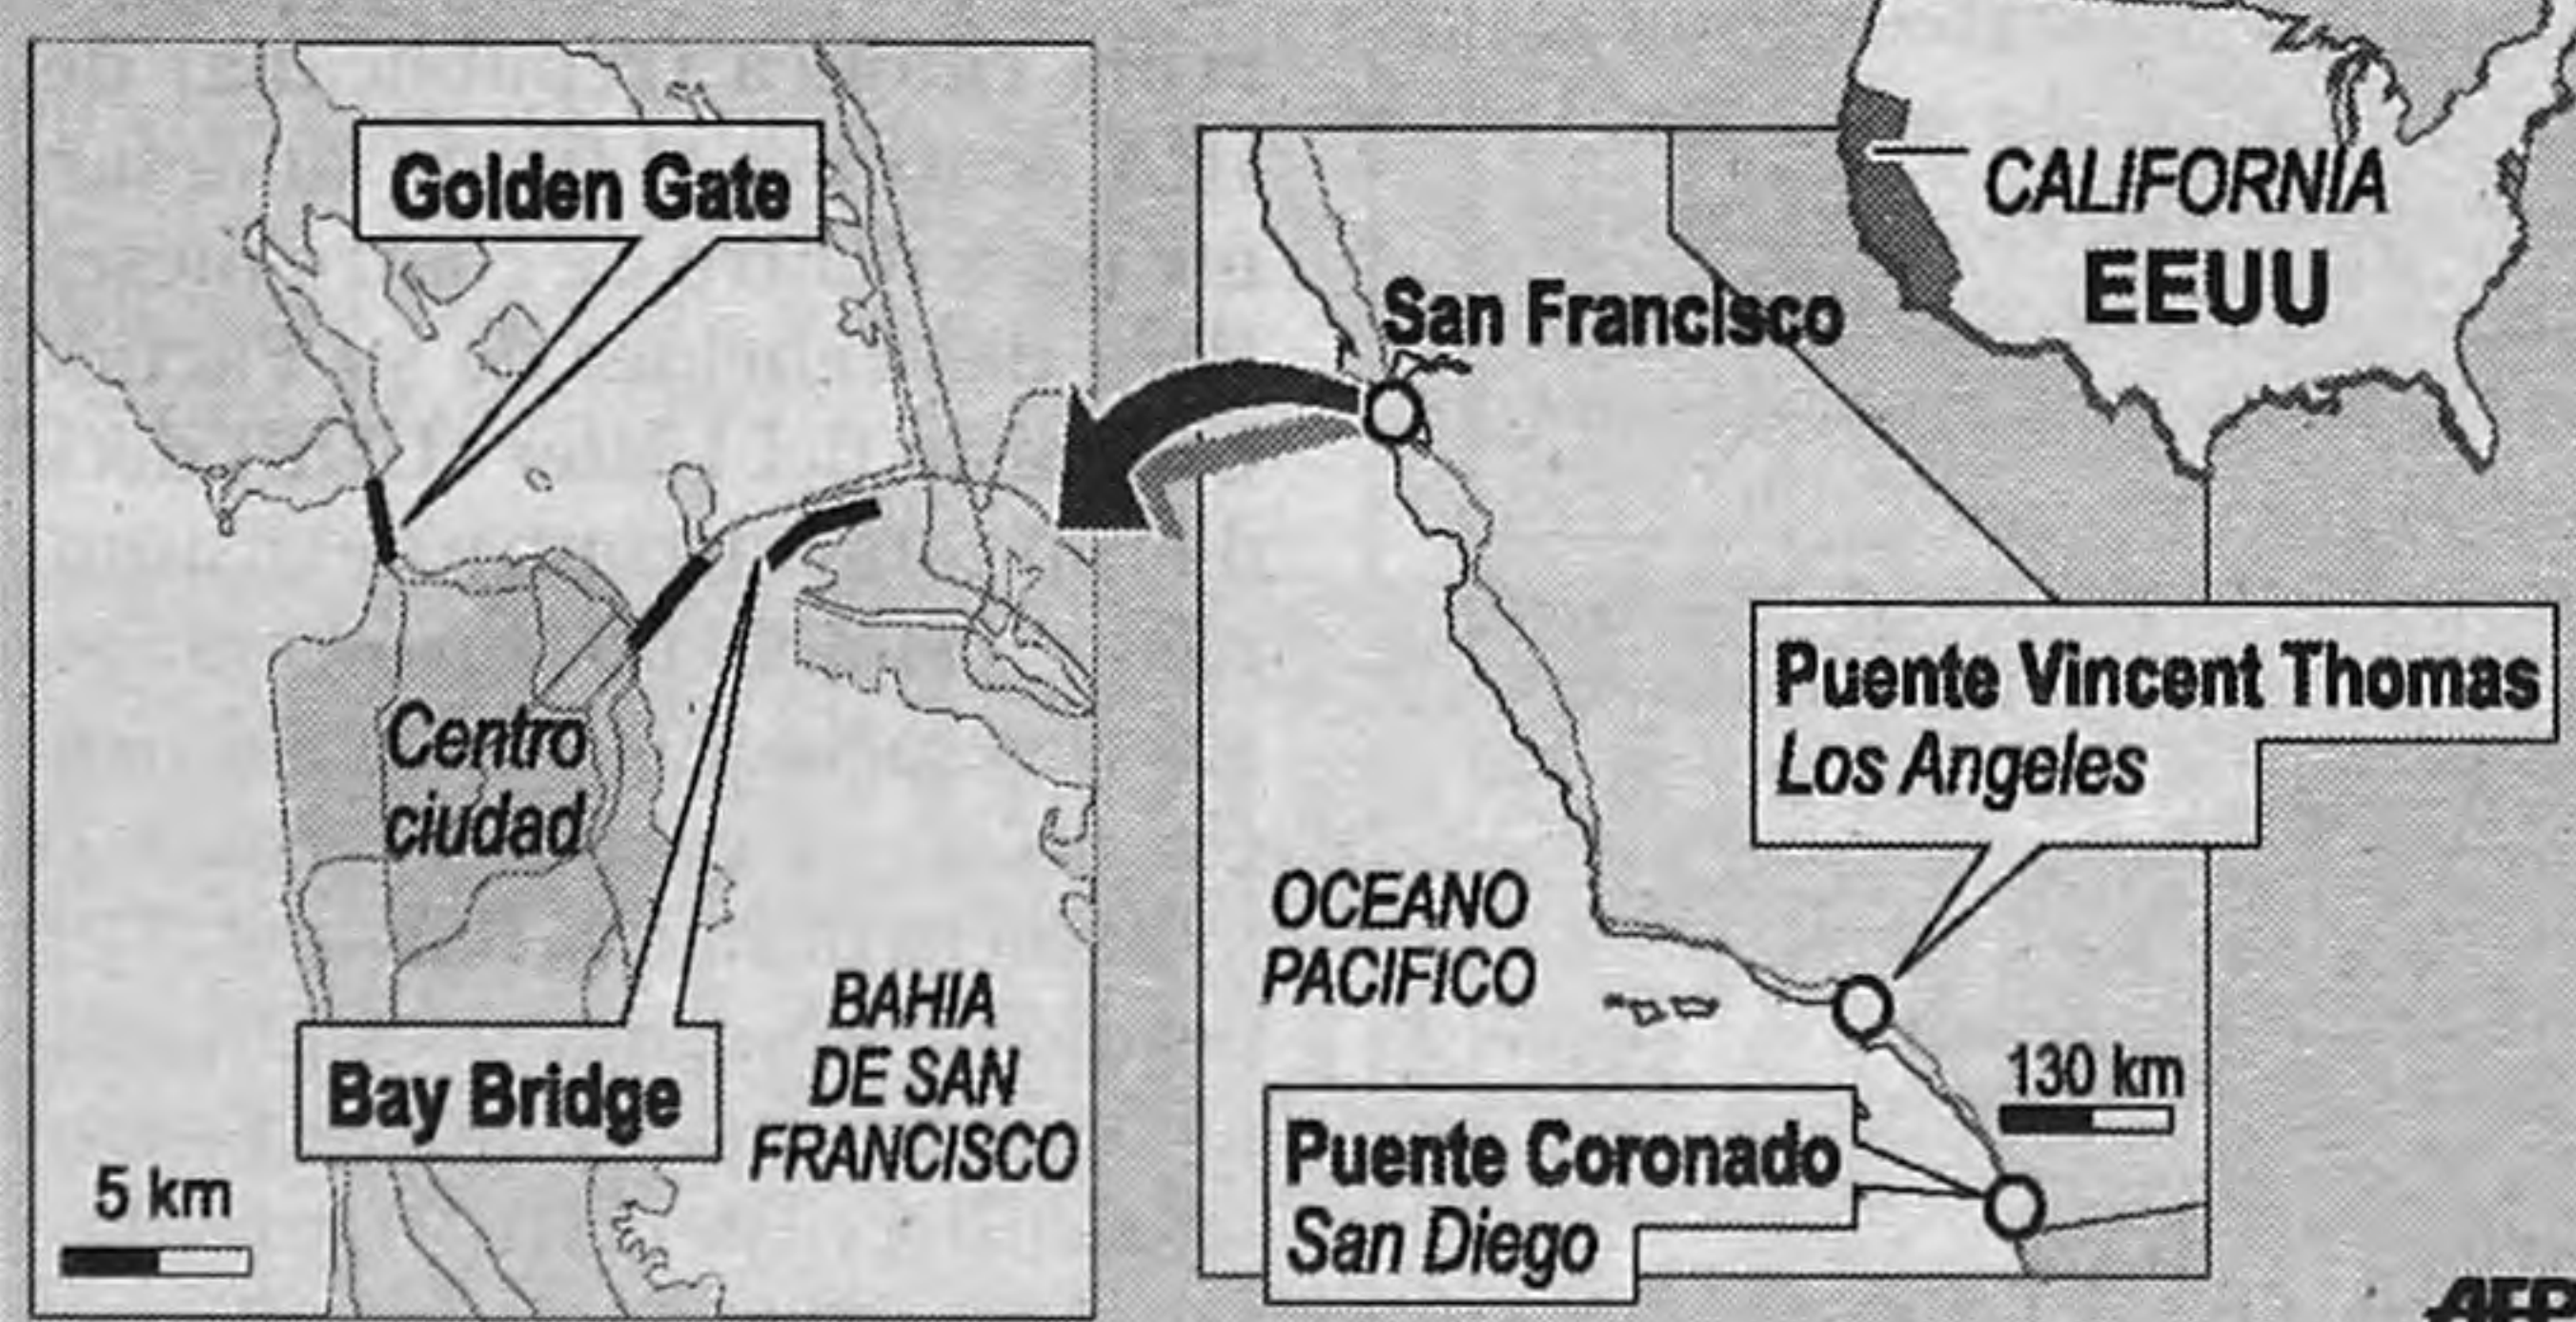 Golden Gate
Centro
ciudad
Bay Bridge
BAHIA
DE SAN
FRANCISCO
5 km
CALIFORNIA
EEUU
San Francisco
Puente Vincent Thomas
Los Angeles
OCEANO
PACIFICO
130 km
Puente Coronado
San Diego
AFP